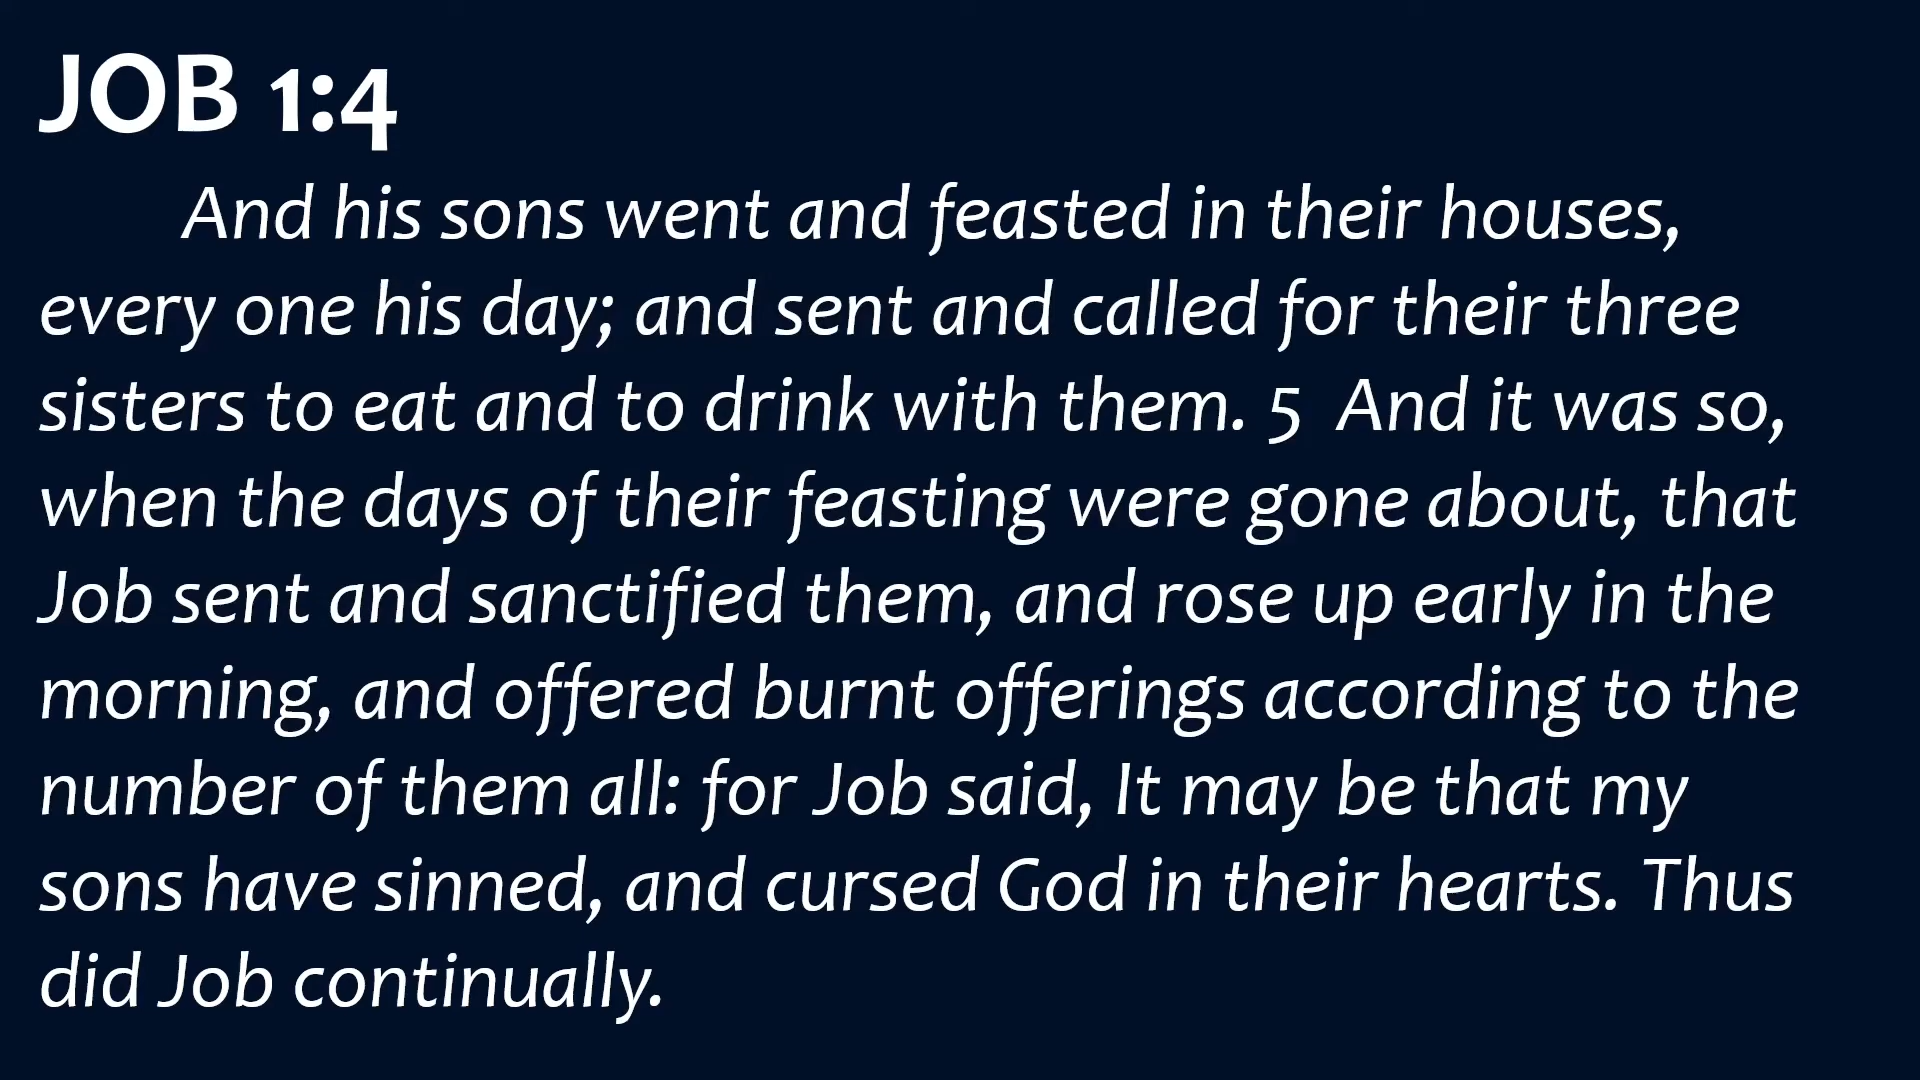 JOB 1:4
And his sons went and feasted in their houses,
every one his day; and sent and called for their three
sisters to eat and to drink with them. 5 And it was so,
when the days of their feasting were gone about, that
Job sent and sanctified them, and rose up early in the
morning, and offered burnt offerings according to the
number of them all: for Job said, It may be that my
sons have sinned, and cursed God in their hearts. Thus
did Job continually.